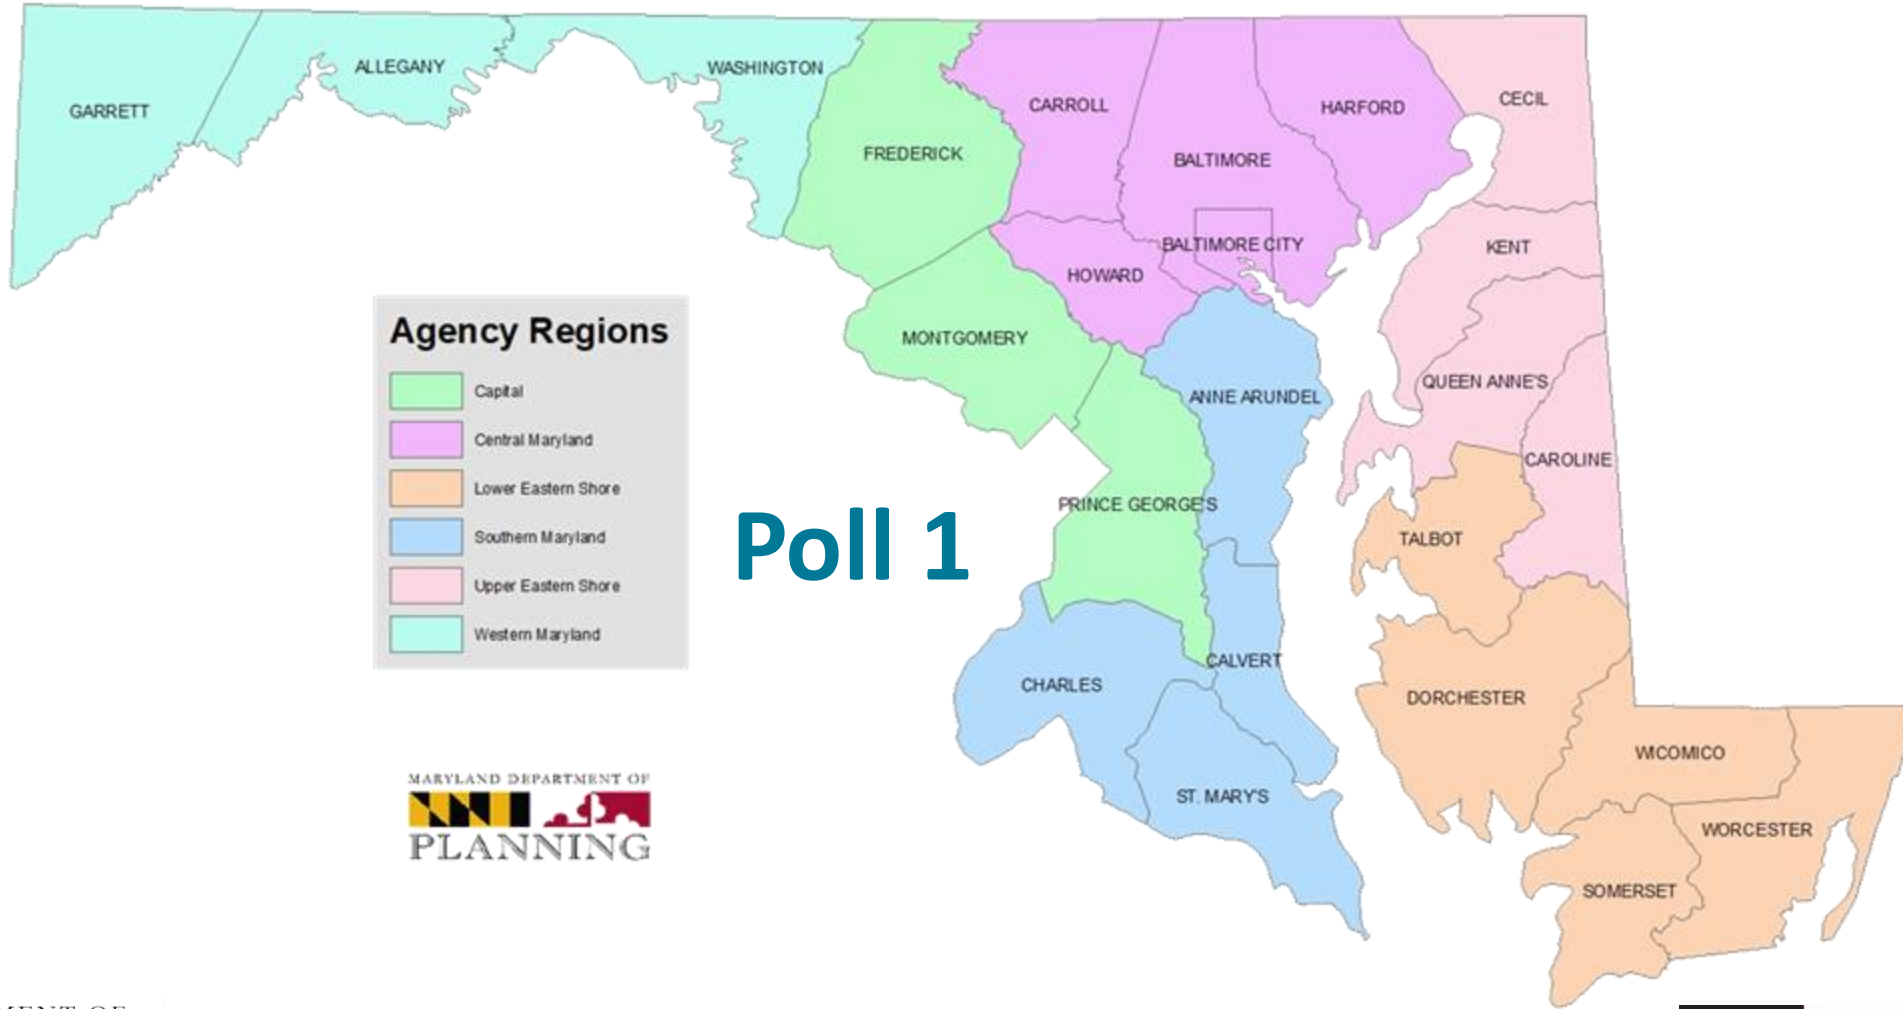 GARRETT
ALLEGANY
WASHINGTON
FREDERICK
CARROLL
BALTIMORE
HARFORD
CECIL
BALTIMORE CITY
HOWARD
KENT
MONTGOMERY
ANNE ARUNDEL
QUEEN ANNE'S
CAROLINE
PRINCE GEORGE'S
TALBOT
CALVERT
CHARLES
DORCHESTER
ST. MARY'S
WICOMICO
WORCESTER
SOMERSET
Agency Regions
Capital
Central Maryland
Lower Eastern Shore
Southern Maryland
Upper Eastern Shore
Western Maryland
Poll 1
MARYLAND DEPARTMENT OF
PLANNING